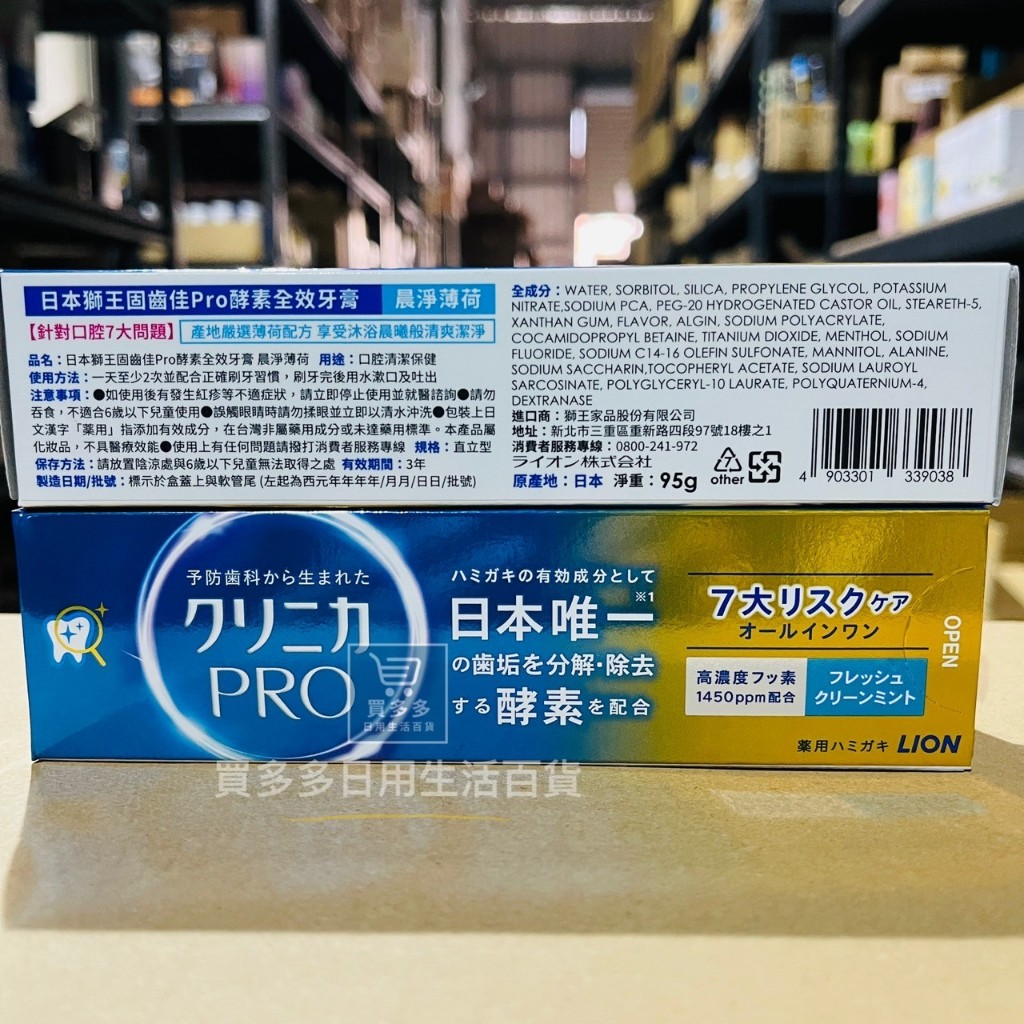 日本獅王固齒佳Pro酵素全效牙膏 晨淨薄荷
【針對口腔7大問題】 產地嚴選薄荷配方 享受沐浴晨曦般清爽潔淨
品名：日本獅王固齒佳Pro酵素全效牙膏 晨淨薄荷 用途：口腔清潔保健
使用方法：一天至少2次並配合正確刷牙習慣，刷牙完後用水漱口及吐出
注意事項：●如使用後有發生紅疹等不適症狀，請立即停止使用並就醫諮詢●請勿
吞食，不適合6歲以下兒童使用●誤觸眼睛時請勿揉眼並立即以清水沖洗●包裝上日
文漢字「薬用」指添加有效成分，在台灣非屬藥用成分或未達藥用標準。本產品屬
化妝品，不具醫療效能●使用上有任何問題請撥打消費者服務專線 規格：直立型
保存方法：請放置陰涼處與6歲以下兒童無法取得之處 有效期間：3年
製造日期/批號：標示於盒蓋上與軟管尾 (左起為西元年年年年/月月/日日/批號)
全成分：WATER, SORBITOL, SILICA, PROPYLENE GLYCOL, POTASSIUM
NITRATE,SODIUM PCA, PEG-20 HYDROGENATED CASTOR OIL, STEARETH-5,
XANTHAN GUM, FLAVOR, ALGIN, SODIUM POLYACRYLATE,
COCAMIDOPROPYL BETAINE, TITANIUM DIOXIDE, MENTHOL, SODIUM
FLUORIDE, SODIUM C14-16 OLEFIN SULFONATE, MANNITOL, ALANINE,
SODIUM SACCHARIN,TOCOPHERYL ACETATE, SODIUM LAUROYL
SARCOSINATE, POLYGLYCERYL-10 LAURATE, POLYQUATERNIUM-4,
DEXTRANASE
進口商：獅王家品股份有限公司
地址：新北市三重區重新路四段97號18樓之1
消費者服務專線：0800-241-972
ライオン株式会社
原產地：日本 淨重：95g
7
other
4 903301 339038
予防歯科から生まれた
クリニカ
PRO
ハミガキの有効成分として
日本唯一※1
の歯垢を分解・除去
する酵素を配合
7大リスクケア
オールインワン
高濃度フッ素
1450ppm配合
フレッシュ
クリーンミント
薬用ハミガキ LION
OPEN
買多多
日用生活百貨
買多多日用生活百貨